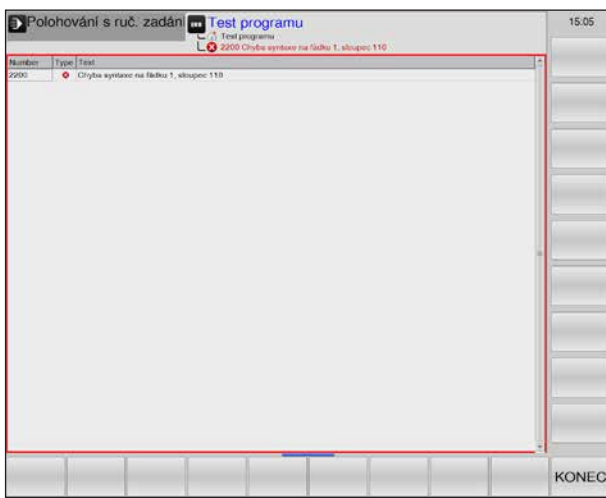 Polohování s ruč. zadán
Test programu
15:05
Test programu
2200 Chyba syntaxe na řádku 1, sloupec 110
Number Type Text
2200 Chyba syntaxe na řádku 1, sloupec 110
KONEC